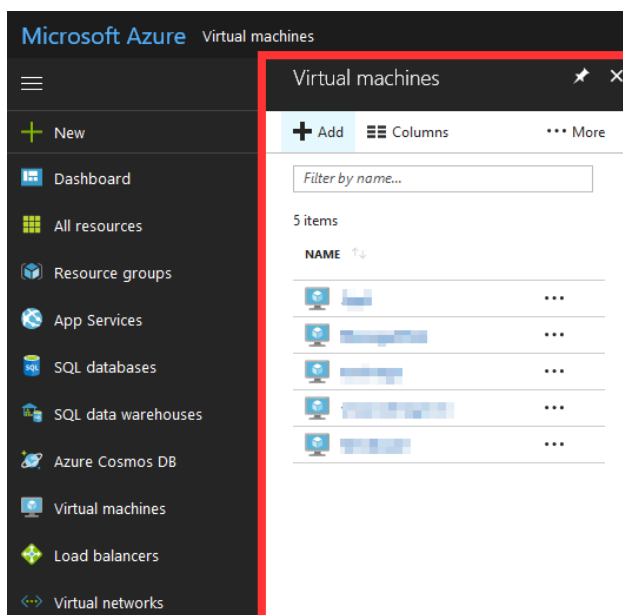 Microsoft Azure Virtual machines
New
Dashboard
All resources
Resource groups
App Services
SQL databases
SQL data warehouses
Azure Cosmos DB
Virtual machines
Load balancers
Virtual networks
Virtual machines
Add Columns ••• More
Filter by name...
5 items
NAME